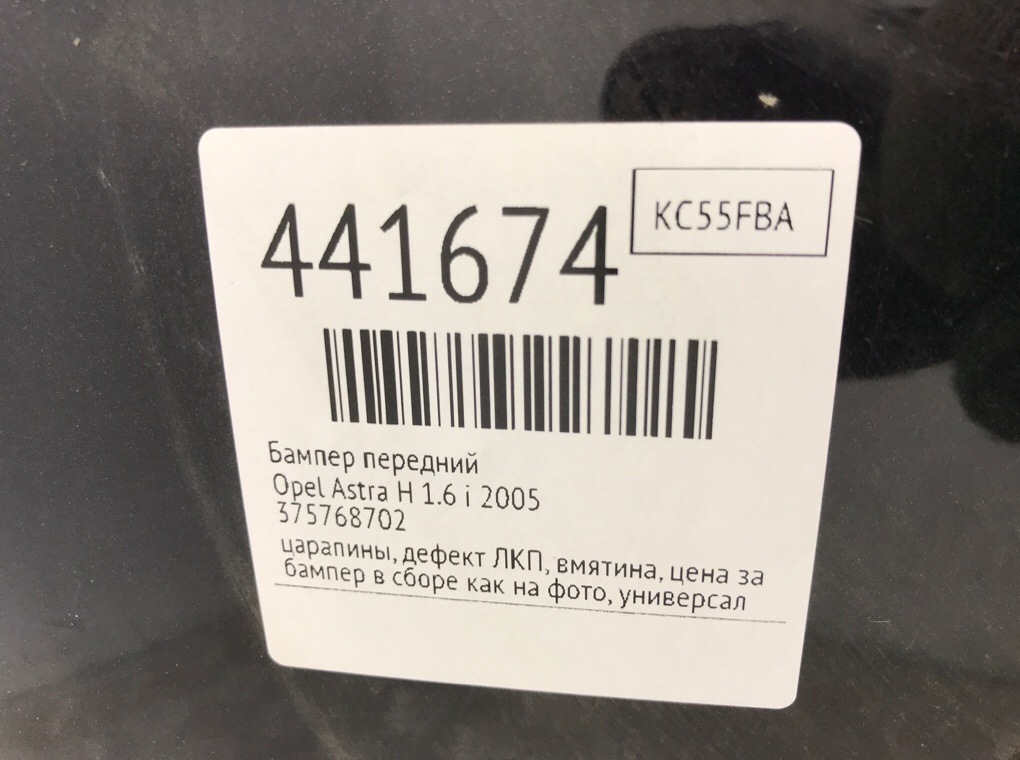 441674
KC55FBA
Бампер передний
Opel Astra H 1.6 i 2005
375768702
царапины, дефект ЛКП, вмятина, цена за
бампер в сборе как на фото, универсал